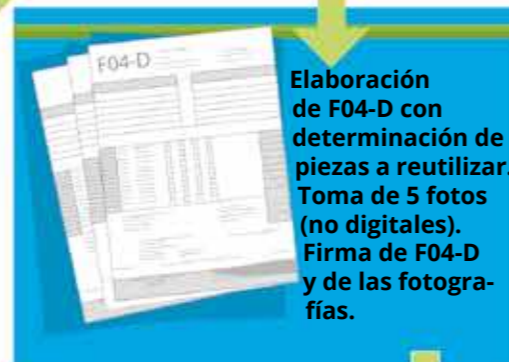 F04-D
Elaboración
de F04-D con
determinación de
piezas a reutilizar.
Toma de 5 fotos
(no digitales).
Firma de F04-D
y de las fotogra-
fías.